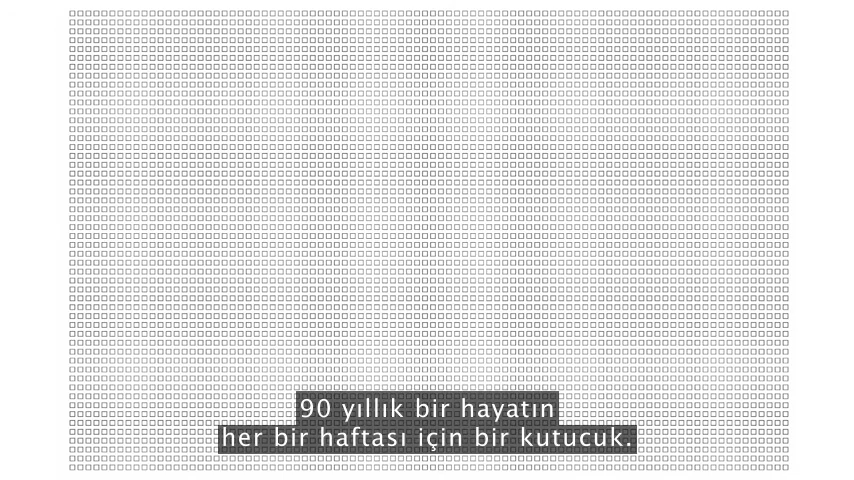 90 yıllık bir hayatın
her bir haftası için bir kutucuk.